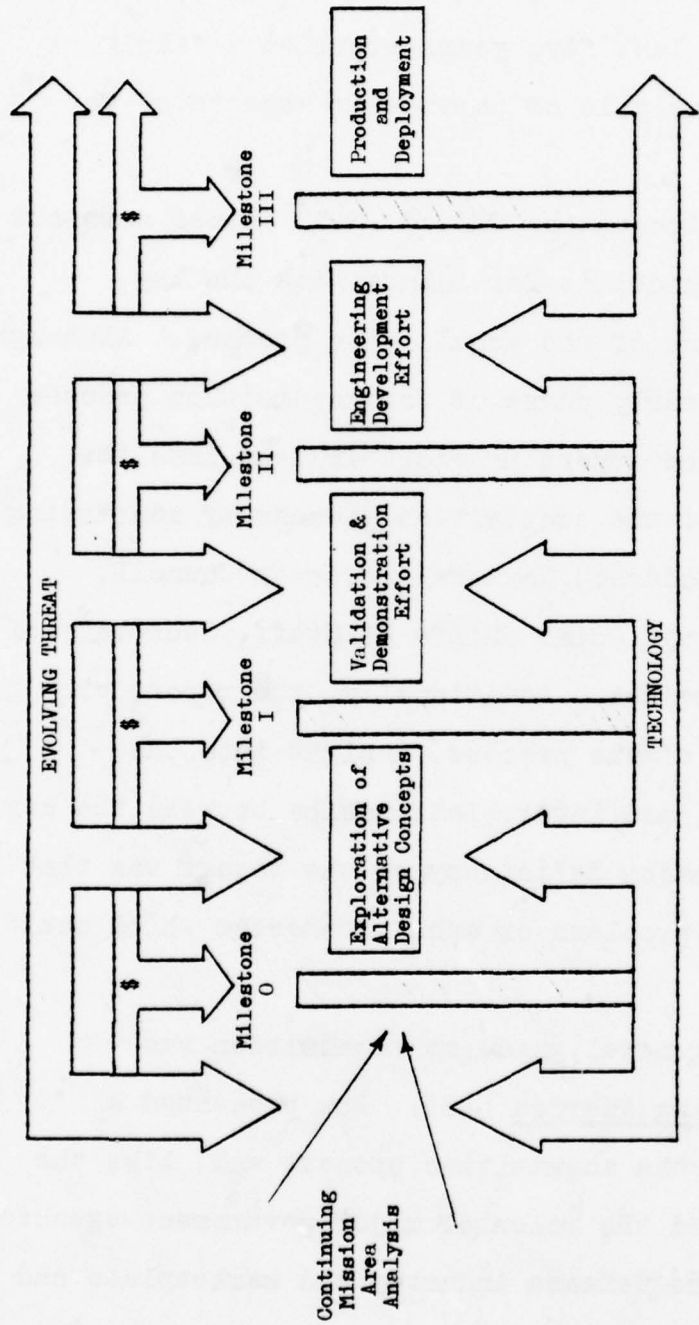 EVOLVING THREAT
$
$
$
$
Milestone
0
Milestone
I
Milestone
II
Milestone
III
Continuing
Mission
Area
Analysis
Exploration of
Alternative
Design Concepts
Validation &
Demonstration
Effort
Engineering
Development
Effort
Production
and
Deployment
TECHNOLOGY